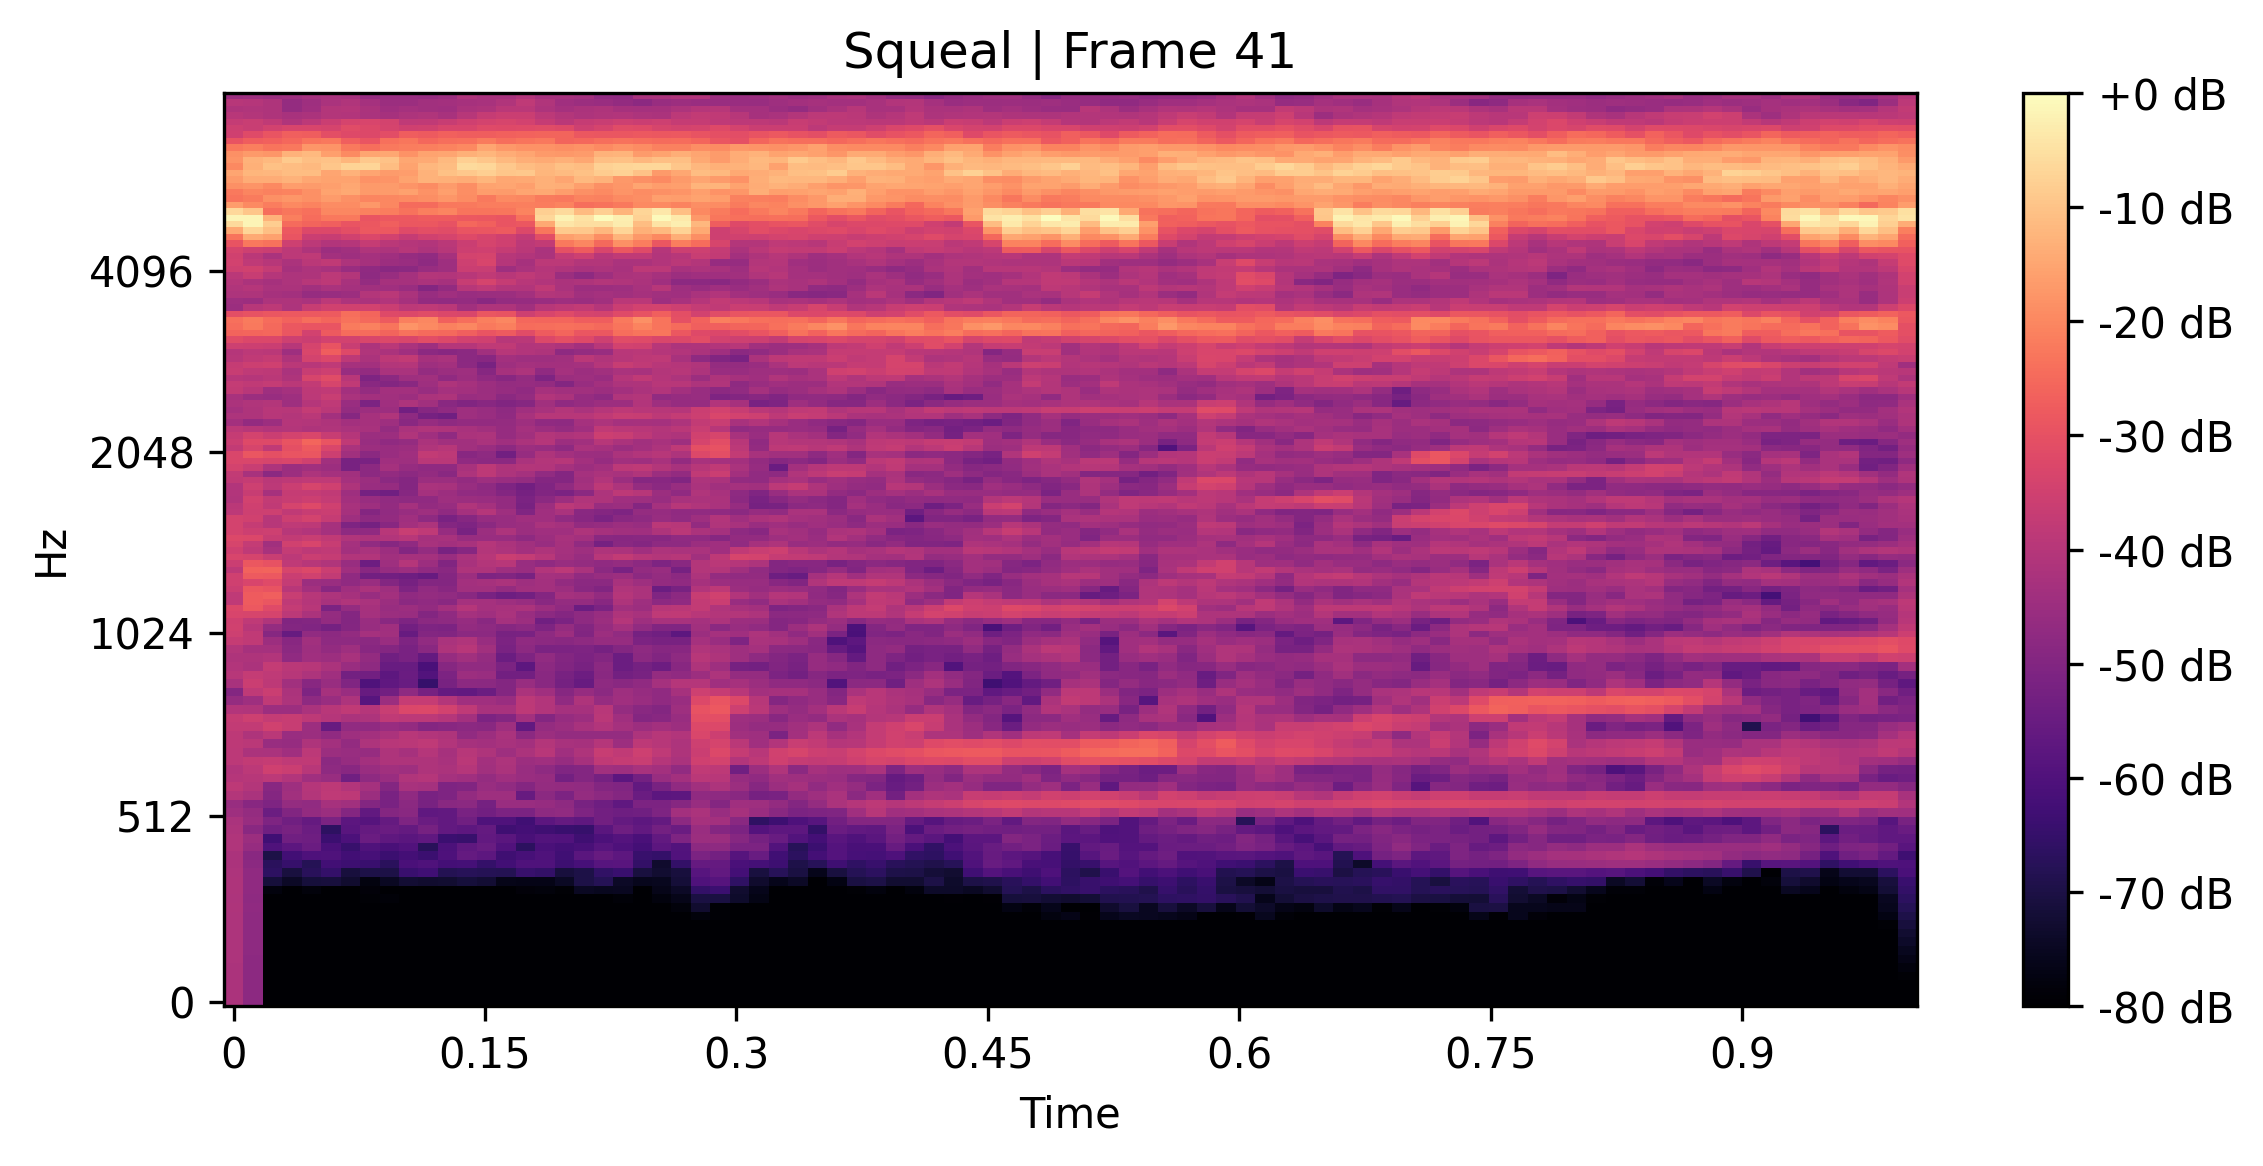 Squeal | Frame 41
Hz
4096
2048
1024
512
0
0 0.15 0.3 0.45 0.6 0.75 0.9
Time
+0 dB
-10 dB
-20 dB
-30 dB
-40 dB
-50 dB
-60 dB
-70 dB
-80 dB